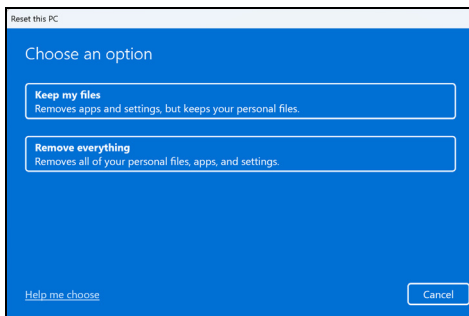 Reset this PC
Choose an option
Keep my files
Removes apps and settings, but keeps your personal files.
Remove everything
Removes all of your personal files, apps, and settings.
Help me choose
Cancel